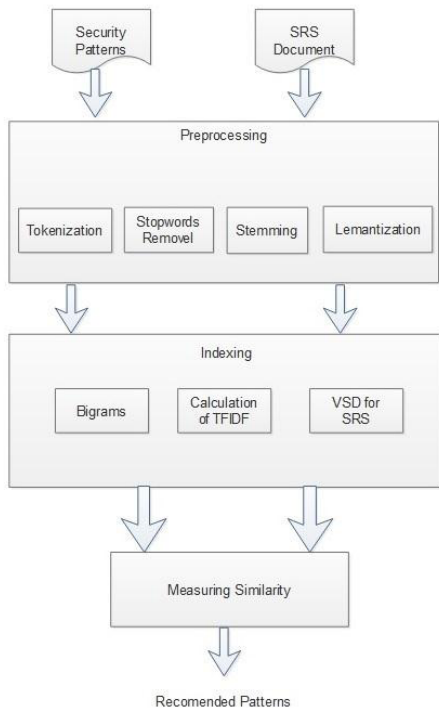 Security
Patterns
SRS
Document
Preprocessing
Tokenization
Stopwords
Removel
Stemming
Lemantization
Indexing
Bigrams
Calculation
of TFIDF
VSD for
SRS
Measuring Similarity
Recomended Patterns